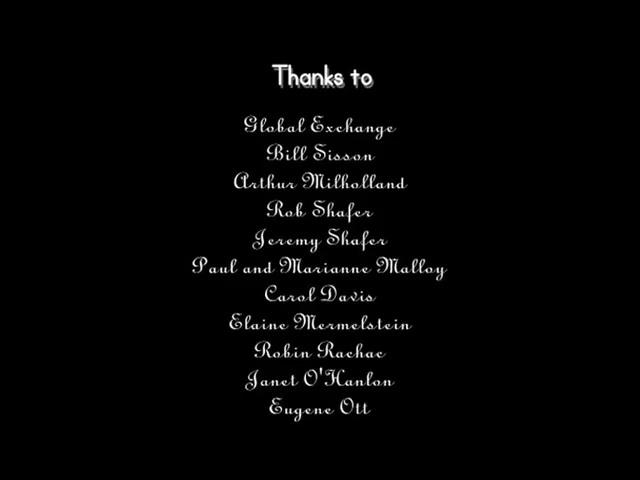 Thanks to
Global Exchange
Bill Sisson
Arthur Milholland
Rob Shafer
Jeremy Shafer
Paul and Marianne Malloy
Carol Davis
Elaine Mermelstein
Robin Rachac
Janet O'Hanlon
Eugene Ott